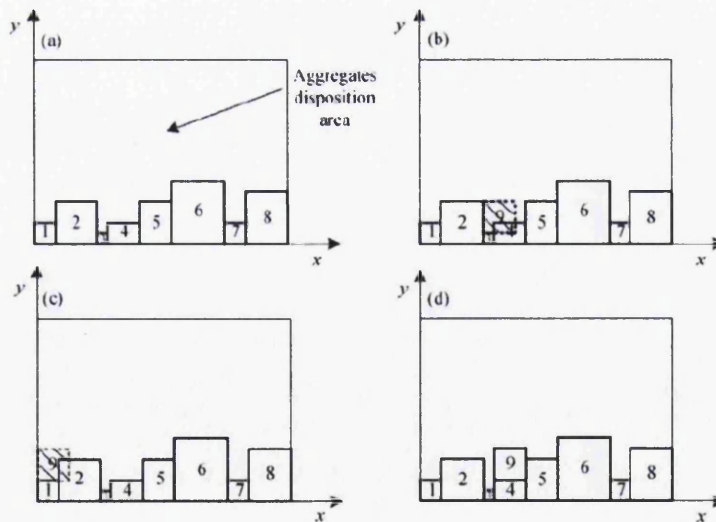 y
(a)
Aggregates
disposition
area
1 2 4 5 6 7 8
x
y
(b)
1 2 9 5 6 7 8
x
y
(c)
9
1 2 4 5 6 7 8
x
y
(d)
9
1 2 4 5 6 7 8
x